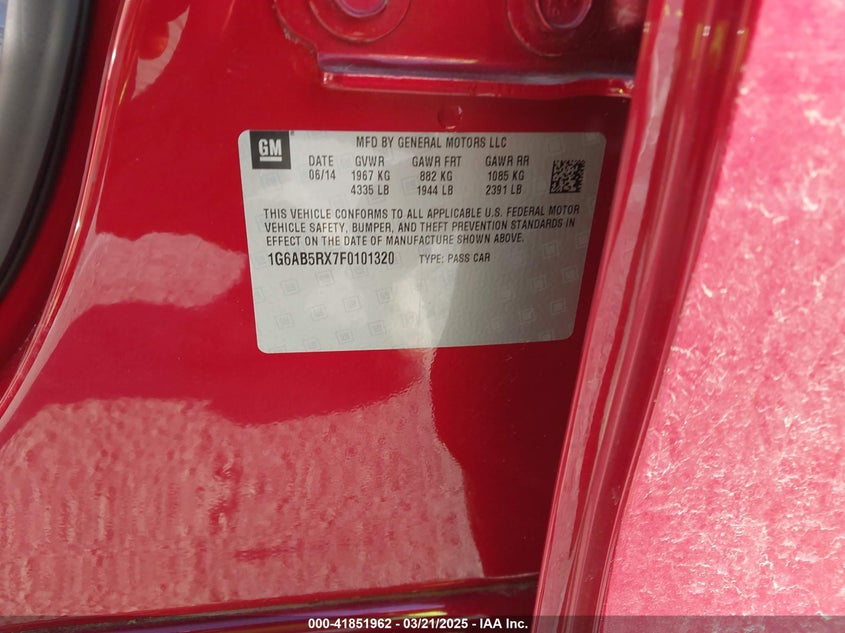 GM
MFD BY GENERAL MOTORS LLC
DATE GVWR GAWR FRT GAWR RR
06/14 1967 KG 882 KG 1085 KG
4335 LB 1944 LB 2391 LB
THIS VEHICLE CONFORMS TO ALL APPLICABLE U.S. FEDERAL MOTOR
VEHICLE SAFETY, BUMPER, AND THEFT PREVENTION STANDARDS IN
EFFECT ON THE DATE OF MANUFACTURE SHOWN ABOVE.
1G6AB5RX7F0101320 TYPE: PASS CAR
000-41851962 - 03/21/2025 - IAA Inc.